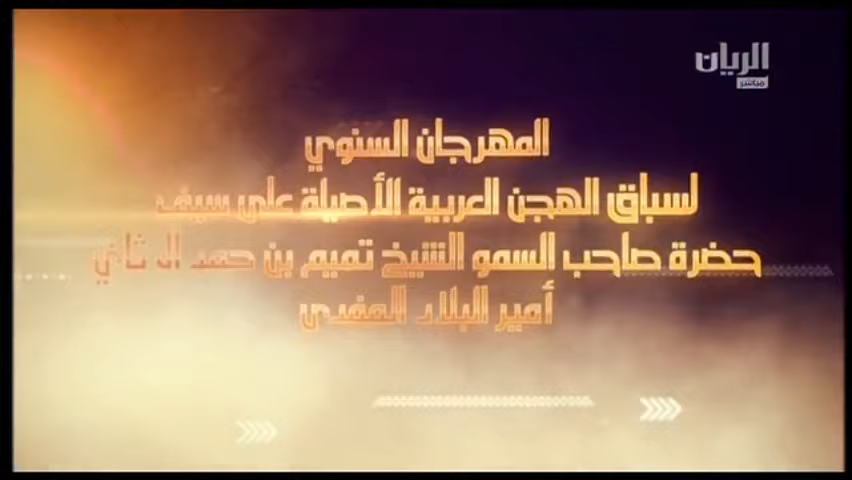 الريان
مباشر
المهرجان السنوي
لسباق الهجن العربية الأصيلة على سيف
حضرة صاحب السمو الشيخ تميم بن حمد آل ثاني
أمير البلاد المفدى